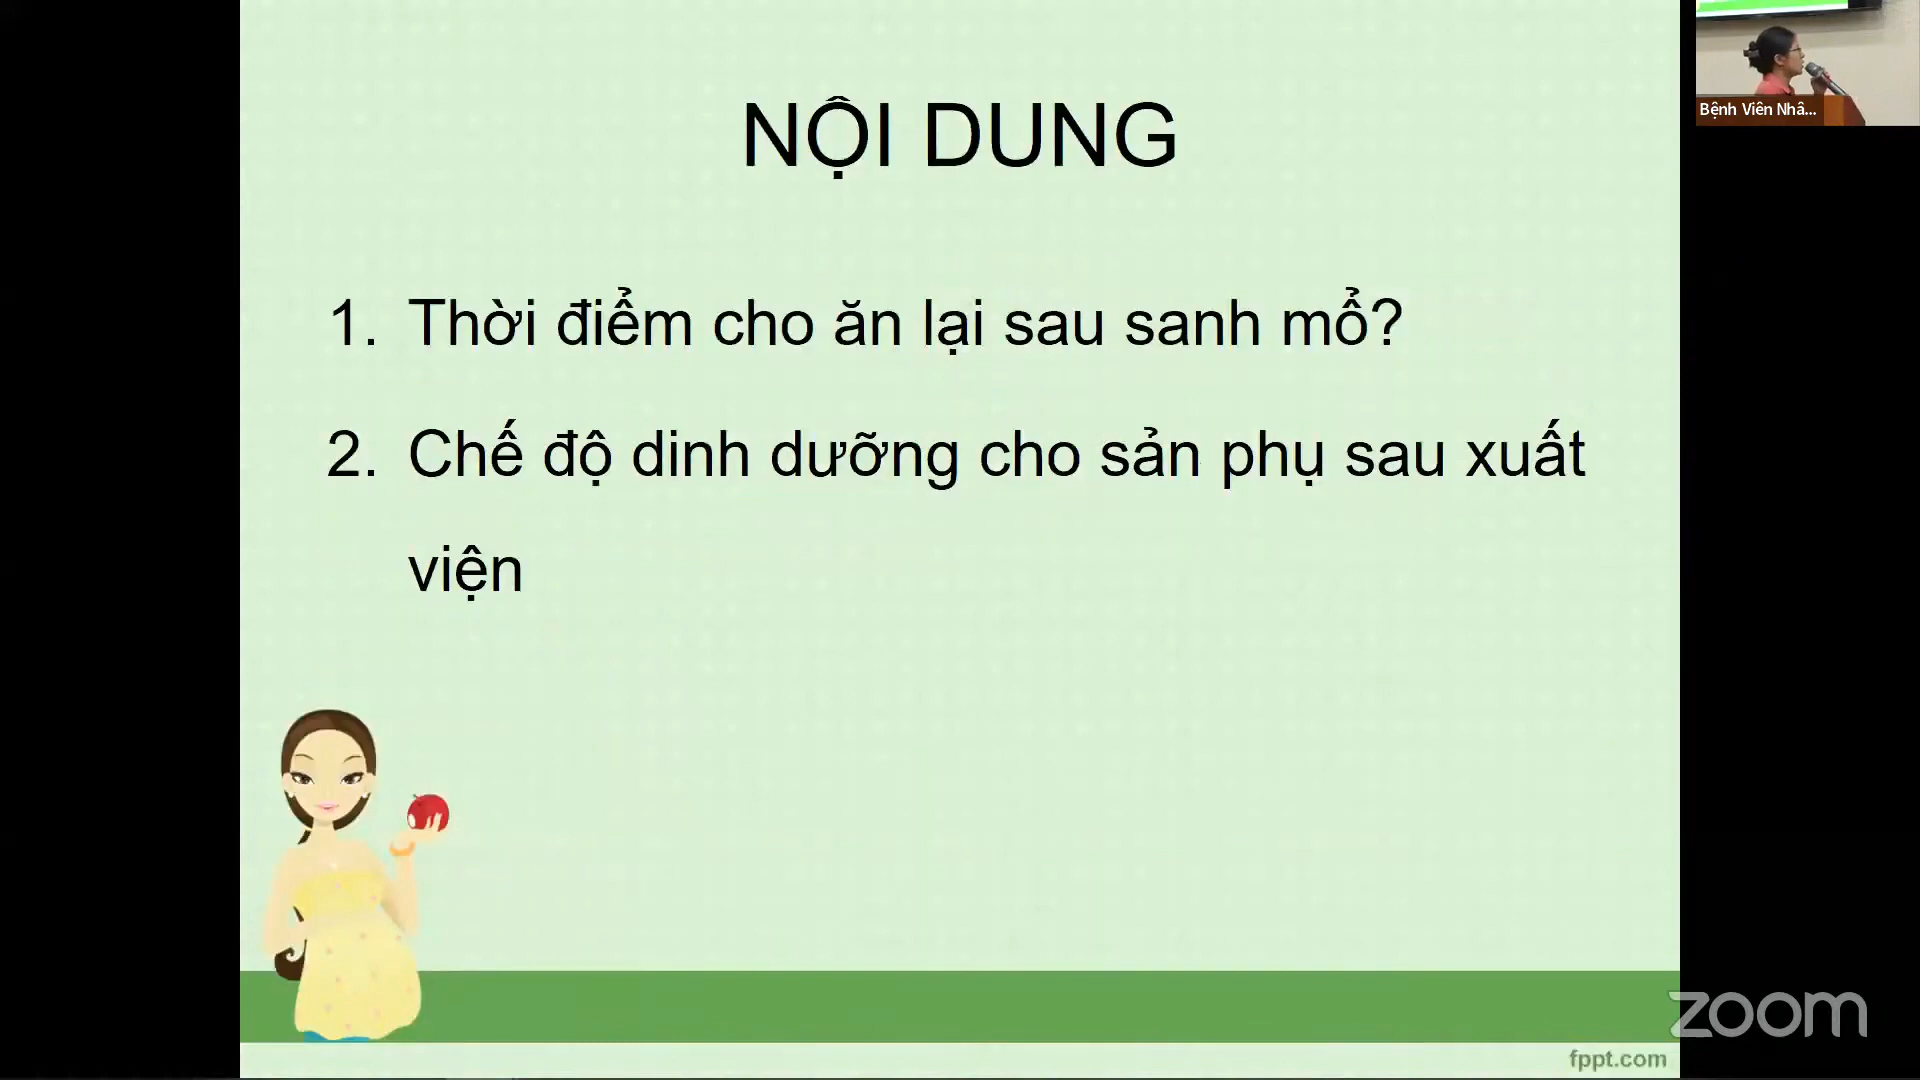 NỘI DUNG
1. Thời điểm cho ăn lại sau sanh mổ?
2. Chế độ dinh dưỡng cho sản phụ sau xuất
viện
Bệnh Viên Nhâ...
zoom
fppt.com